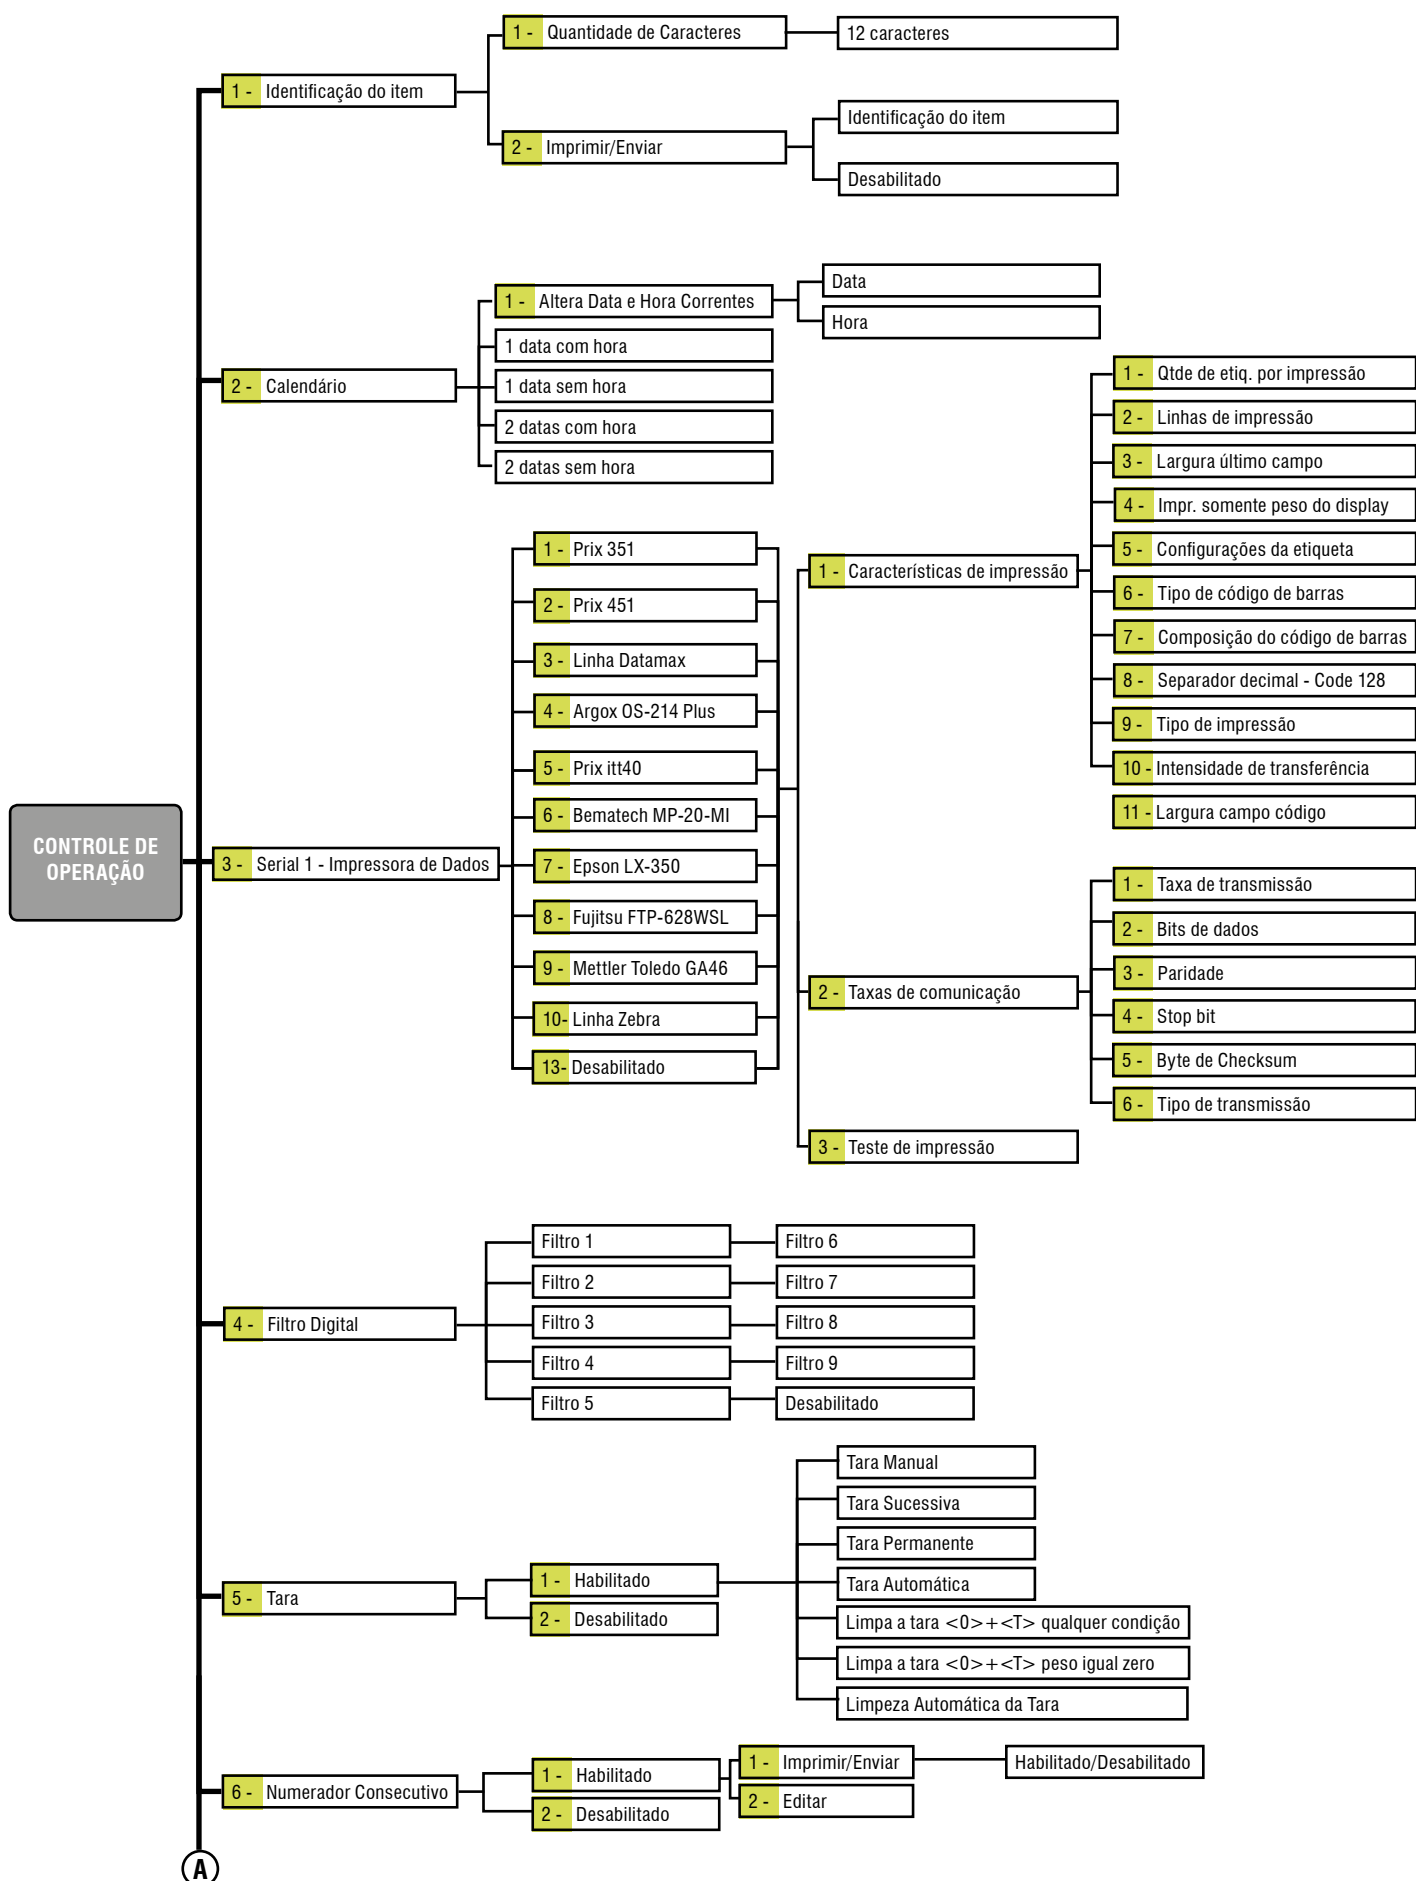 CONTROLE DE
OPERAÇÃO
1 - Identificação do item
1 - Quantidade de Caracteres
12 caracteres
2 - Imprimir/Enviar
Identificação do item
Desabilitado
2 - Calendário
1 - Altera Data e Hora Correntes
Data
Hora
1 data com hora
1 data sem hora
2 datas com hora
2 datas sem hora
3 - Serial 1 - Impressora de Dados
1 - Prix 351
2 - Prix 451
3 - Linha Datamax
4 - Argox OS-214 Plus
5 - Prix itt40
6 - Bematech MP-20-MI
7 - Epson LX-350
8 - Fujitsu FTP-628WSL
9 - Mettler Toledo GA46
10- Linha Zebra
13- Desabilitado
1 - Características de impressão
1 - Qtde de etiq. por impressão
2 - Linhas de impressão
3 - Largura último campo
4 - Impr. somente peso do display
5 - Configurações da etiqueta
6 - Tipo de código de barras
7 - Composição do código de barras
8 - Separador decimal - Code 128
9 - Tipo de impressão
10 - Intensidade de transferência
11 - Largura campo código
2 - Taxas de comunicação
1 - Taxa de transmissão
2 - Bits de dados
3 - Paridade
4 - Stop bit
5 - Byte de Checksum
6 - Tipo de transmissão
3 - Teste de impressão
4 - Filtro Digital
Filtro 1
Filtro 6
Filtro 2
Filtro 7
Filtro 3
Filtro 8
Filtro 4
Filtro 9
Filtro 5
Desabilitado
5 - Tara
1 - Habilitado
2 - Desabilitado
Tara Manual
Tara Sucessiva
Tara Permanente
Tara Automática
Limpa a tara <0>+<T> qualquer condição
Limpa a tara <0>+<T> peso igual zero
Limpeza Automática da Tara
6 - Numerador Consecutivo
1 - Habilitado
2 - Desabilitado
1 - Imprimir/Enviar
Habilitado/Desabilitado
2 - Editar
A